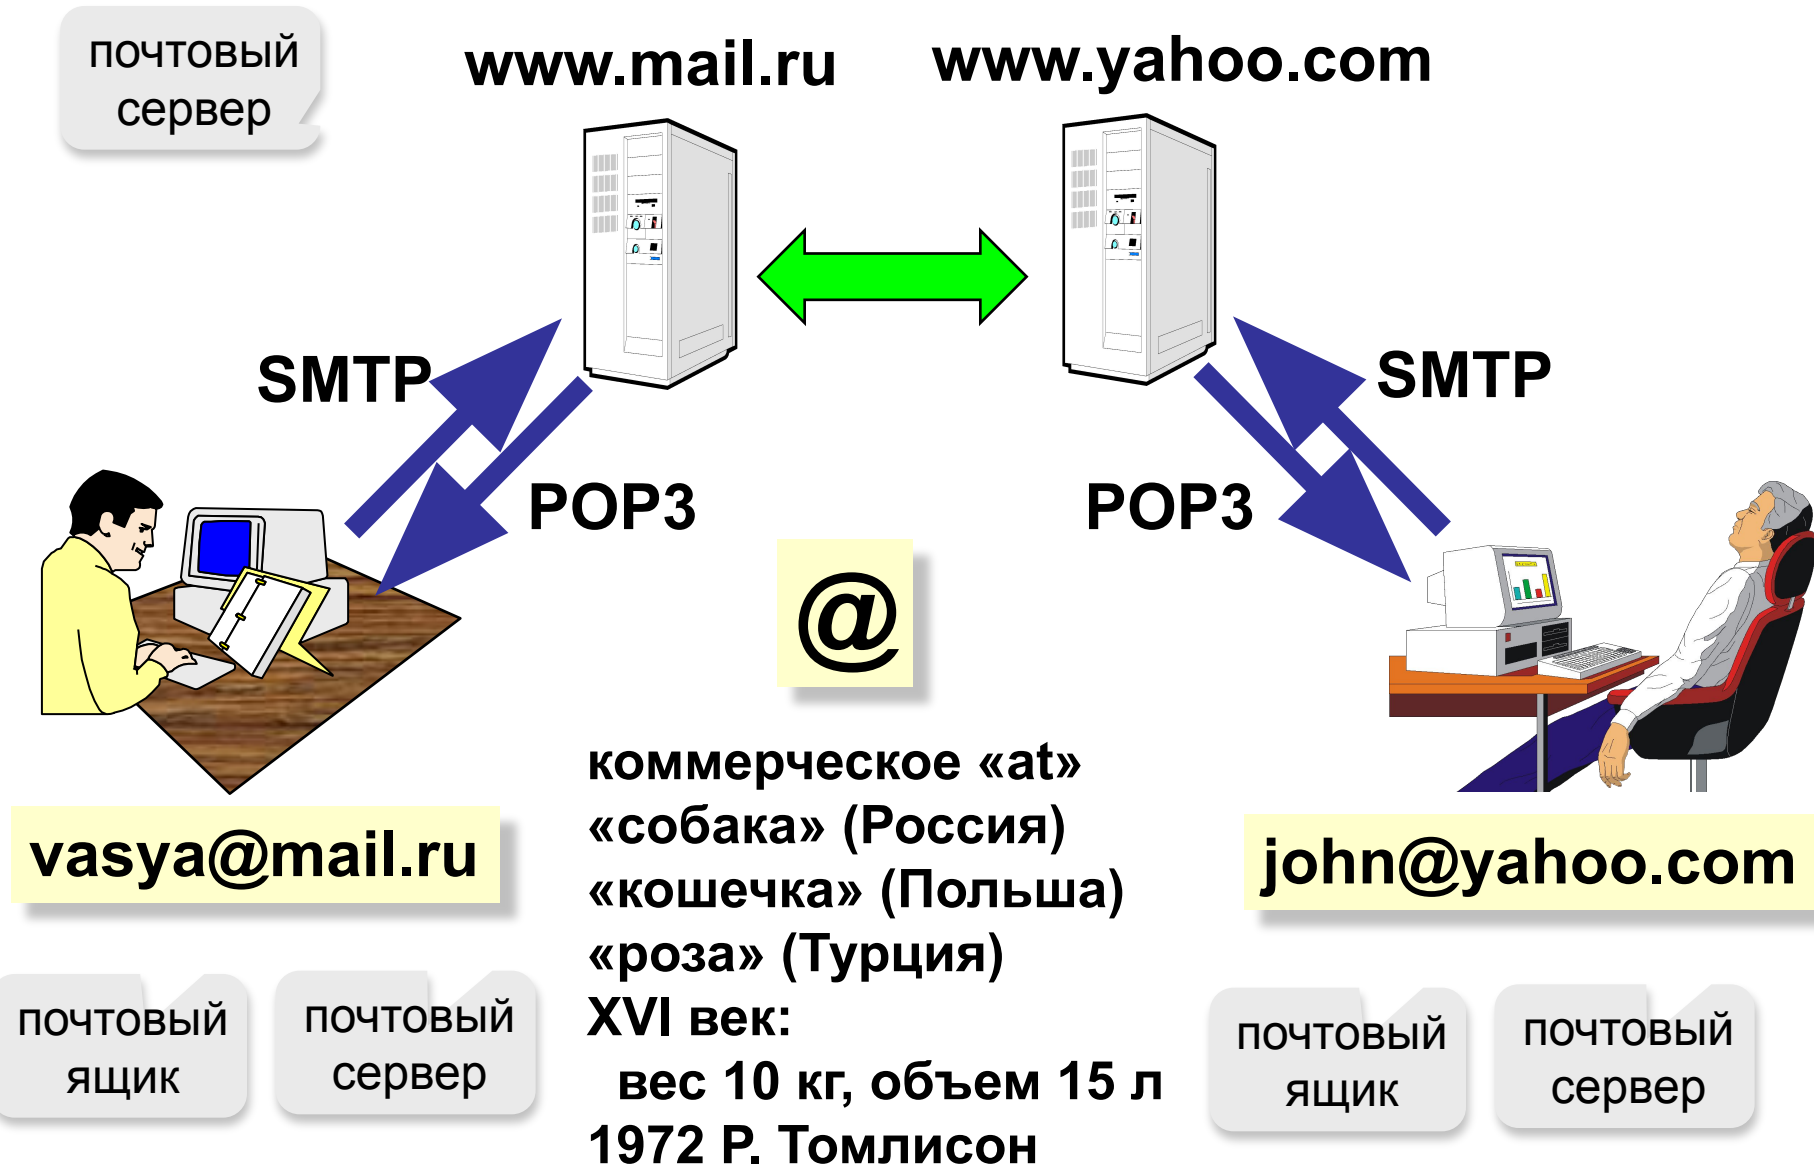 почтовый
сервер
www.mail.ru
www.yahoo.com
SMTP
SMTP
POP3
POP3
@
коммерческое «at»
«собака» (Россия)
«кошечка» (Польша)
«роза» (Турция)
XVI век:
вес 10 кг, объем 15 л
1972 Р. Томлисон
vasya@mail.ru
john@yahoo.com
почтовый
ящик
почтовый
сервер
почтовый
ящик
почтовый
сервер